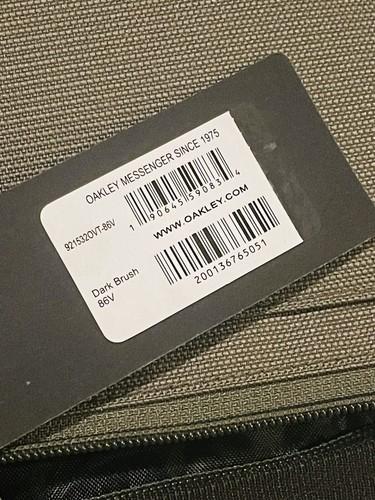 OAKLEY MESSENGER SINCE 1975
921532OVT-86V
1 90645 59083 4
WWW.OAKLEY.COM
Dark Brush
86V
200136765051